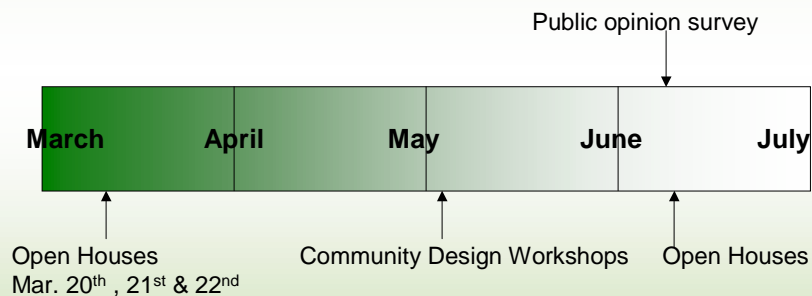 Public opinion survey
March April May June July
Open Houses Community Design Workshops Open Houses
Mar. 20th , 21st & 22nd